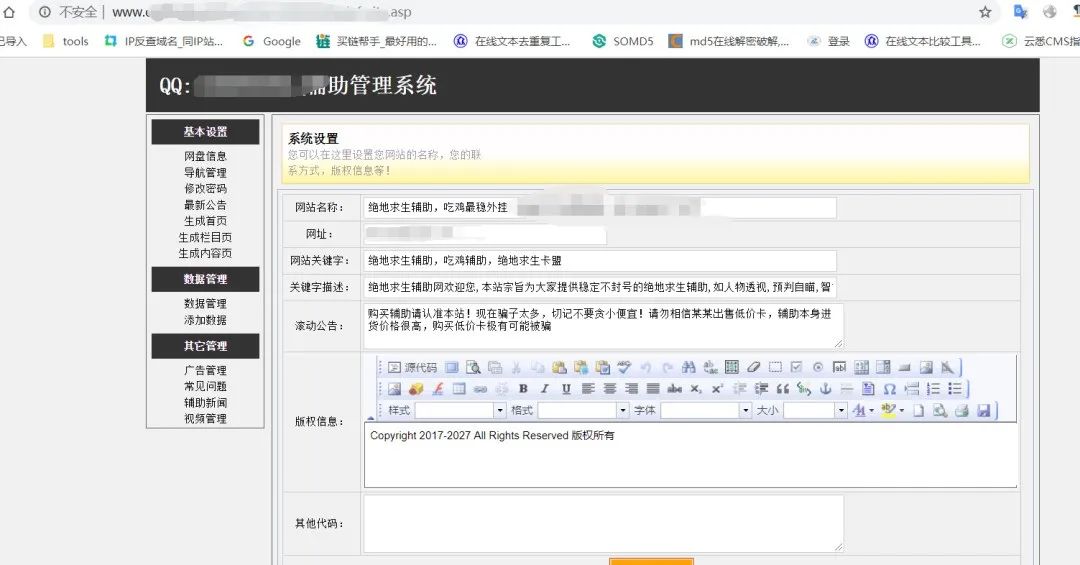 不安全 | www.
.asp
tools IP反查域名_同IP站... Google 买链帮手_最好用的... 在线文本去重复工... SOMD5 md5在线解密破解,... 登录 在线文本比较工具... 云悉CMS指
QQ: 辅助管理系统
基本设置
网盘信息
导航管理
修改密码
最新公告
生成首页
生成栏目页
生成内容页
数据管理
数据管理
添加数据
其它管理
广告管理
常见问题
辅助新闻
视频管理
系统设置
您可以在这里设置您网站的名称，您的联
系方式，版权信息等！
网站名称： 绝地求生辅助，吃鸡最稳外挂
网址：
网站关键字： 绝地求生辅助，吃鸡辅助，绝地求生卡盟
关键字描述： 绝地求生辅助网欢迎您,本站宗旨为大家提供稳定不封号的绝地求生辅助,如人物透视,预判自瞄,智
滚动公告： 购买辅助请认准本站！现在骗子太多，切记不要贪小便宜！请勿相信某某出售低价卡，辅助本身进
货价格很高，购买低价卡极有可能被骗
版权信息：
源代码
样式 格式 字体 大小
Copyright 2017-2027 All Rights Reserved 版权所有
其他代码：